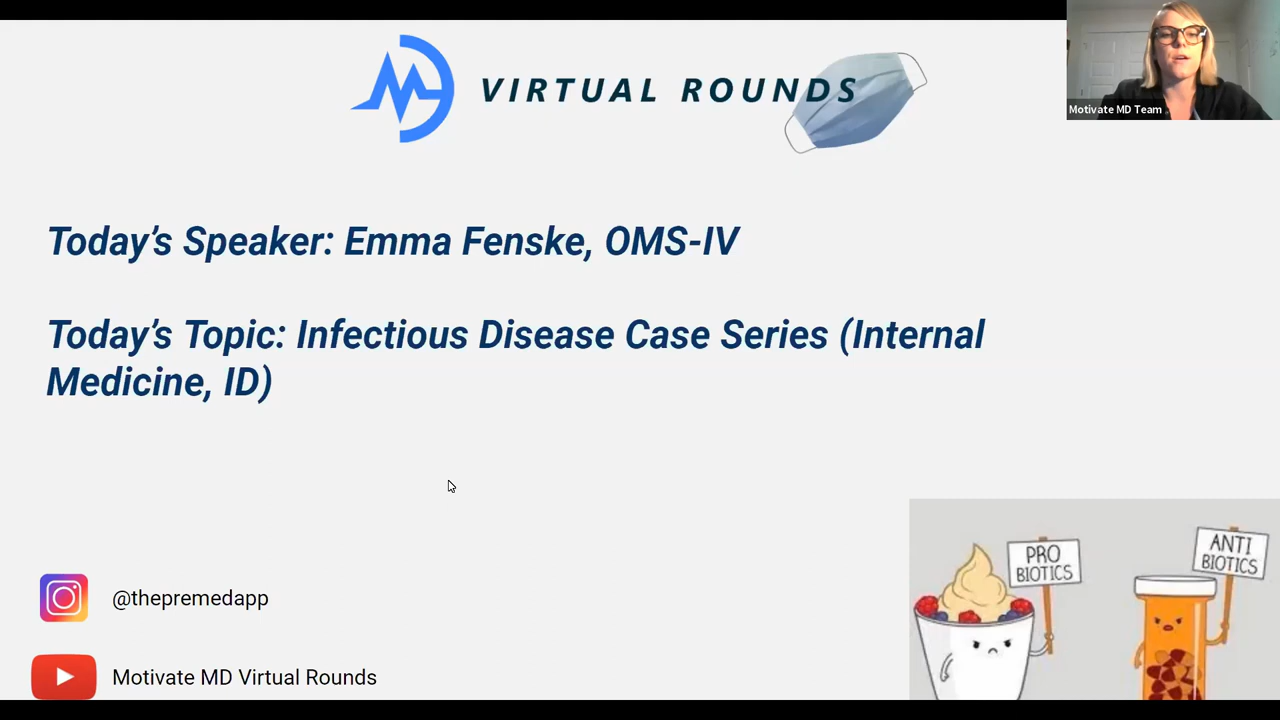 VIRTUAL ROUNDS
Motivate MD Team
Today's Speaker: Emma Fenske, OMS-IV
Today's Topic: Infectious Disease Case Series (Internal
Medicine, ID)
@thepremedapp
Motivate MD Virtual Rounds
PRO
BIOTICS
ANTI
BIOTICS